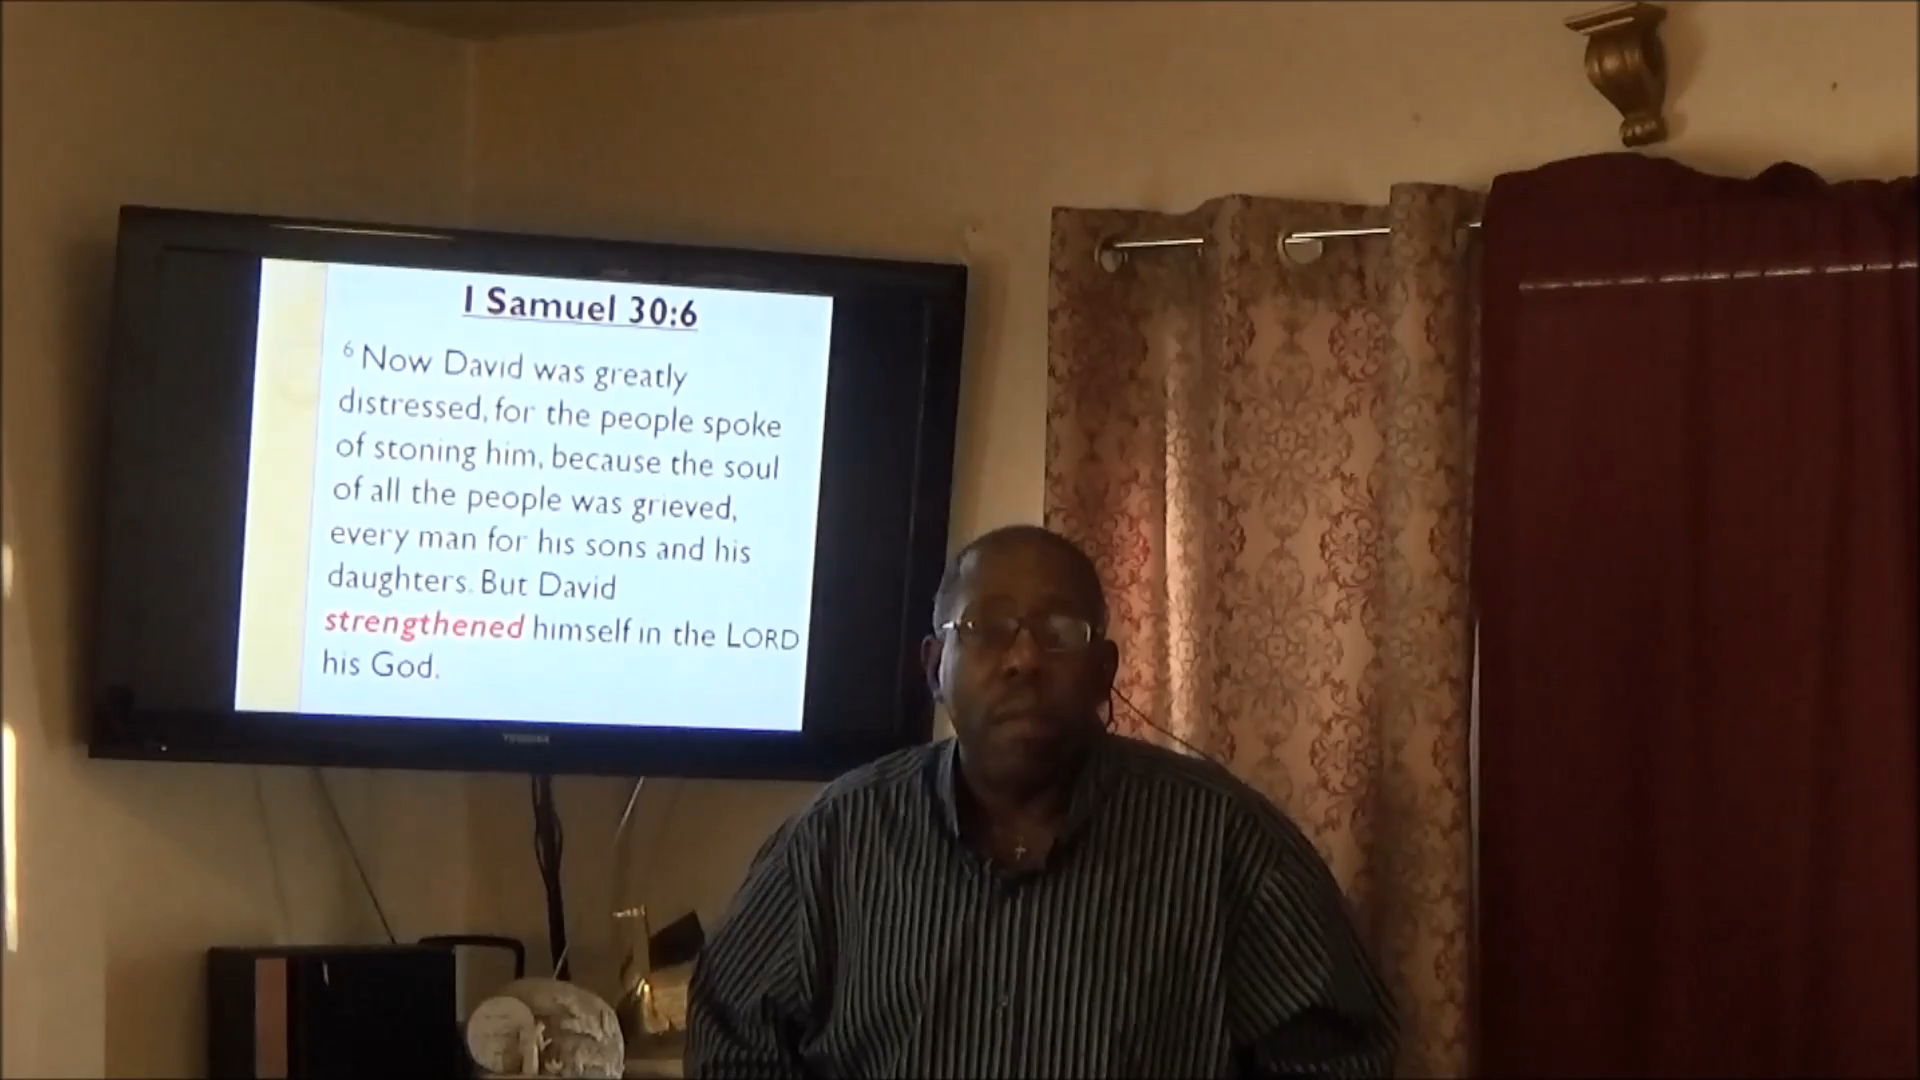 I Samuel 30:6
6 Now David was greatly
distressed, for the people spoke
of stoning him, because the soul
of all the people was grieved,
every man for his sons and his
daughters. But David
strengthened himself in the LORD
his God.
TOSHIBA